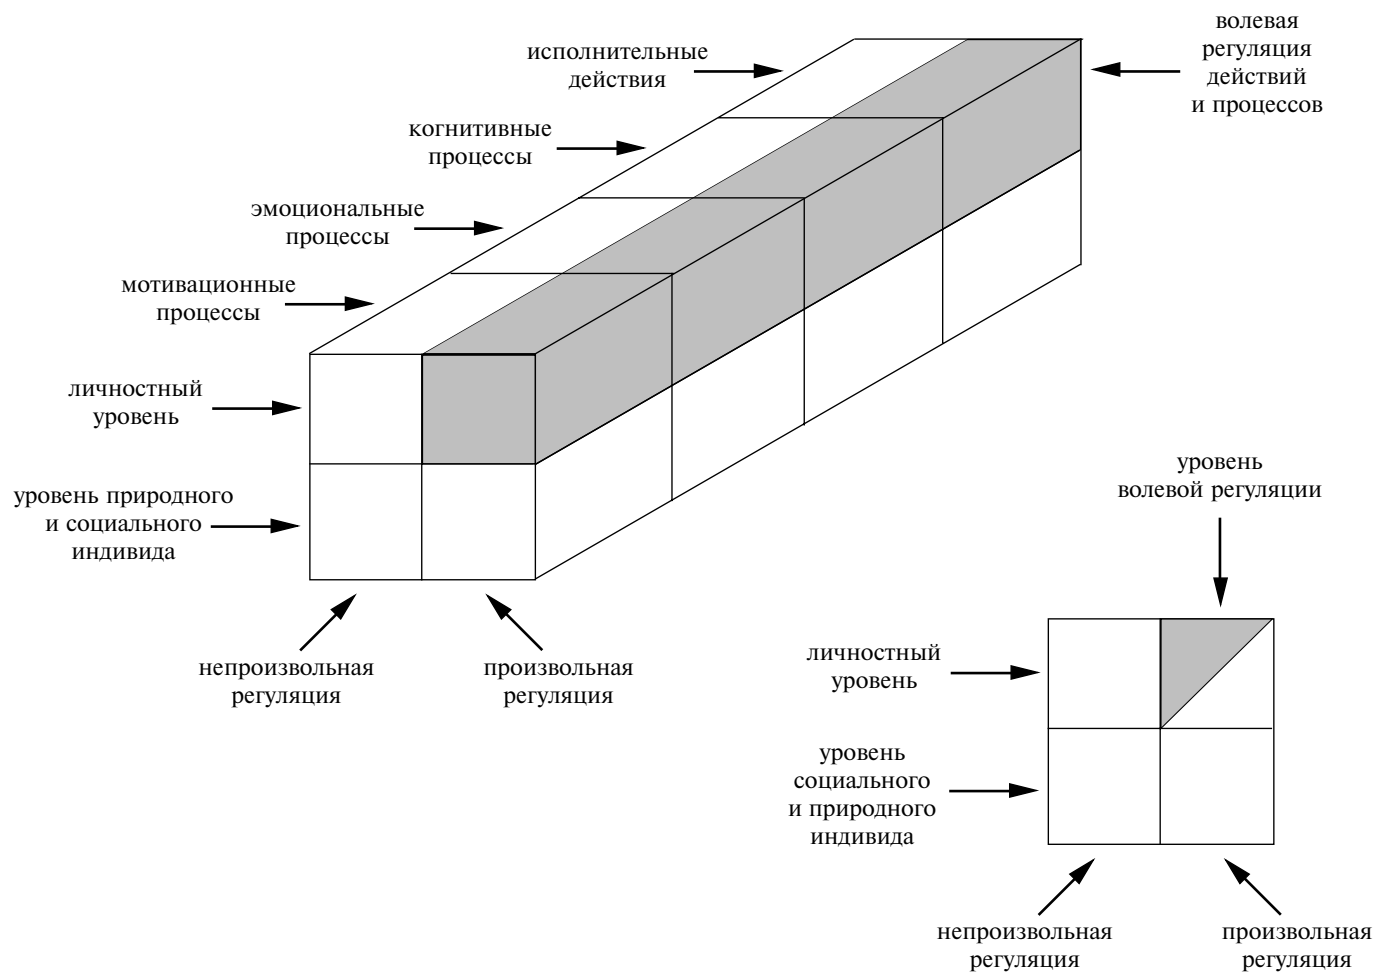 волевая
регуляция
действий
и процессов
исполнительные
действия
когнитивные
процессы
эмоциональные
процессы
мотивационные
процессы
личностный
уровень
уровень природного
и социального
индивида
непроизвольная
регуляция
произвольная
регуляция
уровень
волевой регуляции
личностный
уровень
уровень
социального
и природного
индивида
непроизвольная
регуляция
произвольная
регуляция